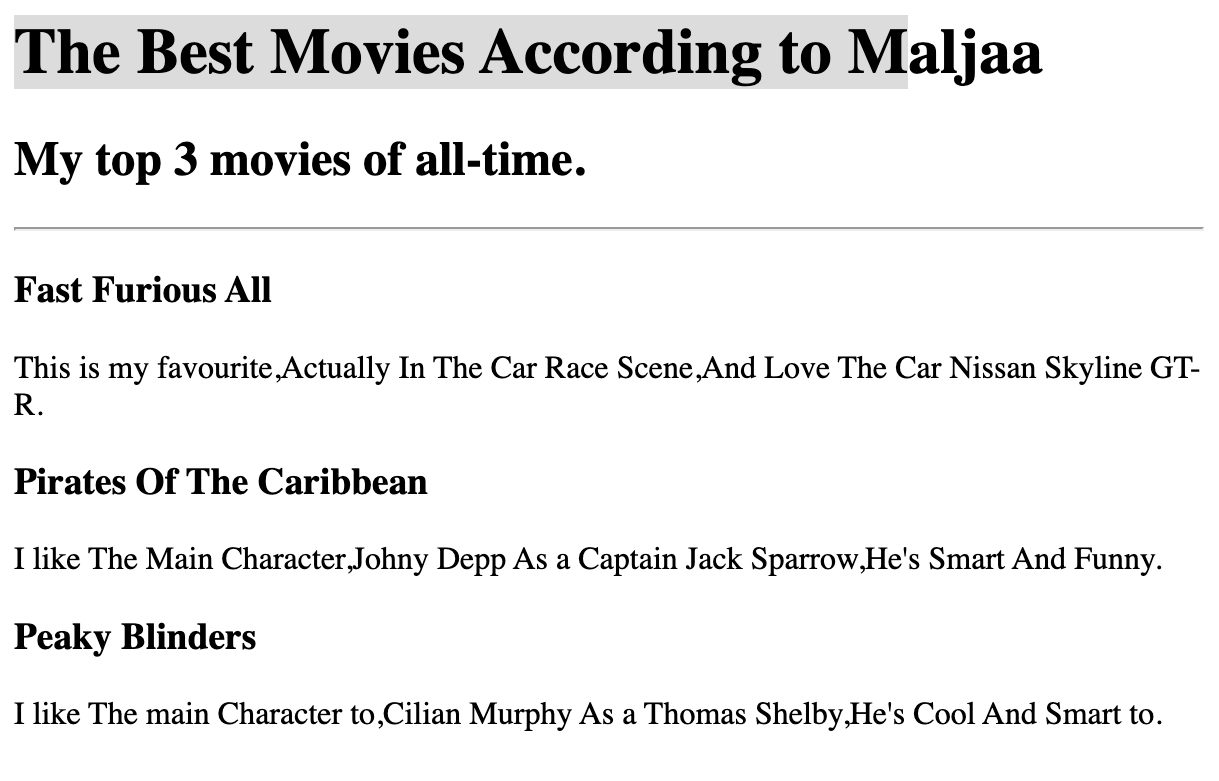 The Best Movies According to Maljaa
My top 3 movies of all-time.
Fast Furious All
This is my favourite,Actually In The Car Race Scene,And Love The Car Nissan Skyline GT-
R.
Pirates Of The Caribbean
I like The Main Character,Johny Depp As a Captain Jack Sparrow,He's Smart And Funny.
Peaky Blinders
I like The main Character to,Cilian Murphy As a Thomas Shelby,He's Cool And Smart to.